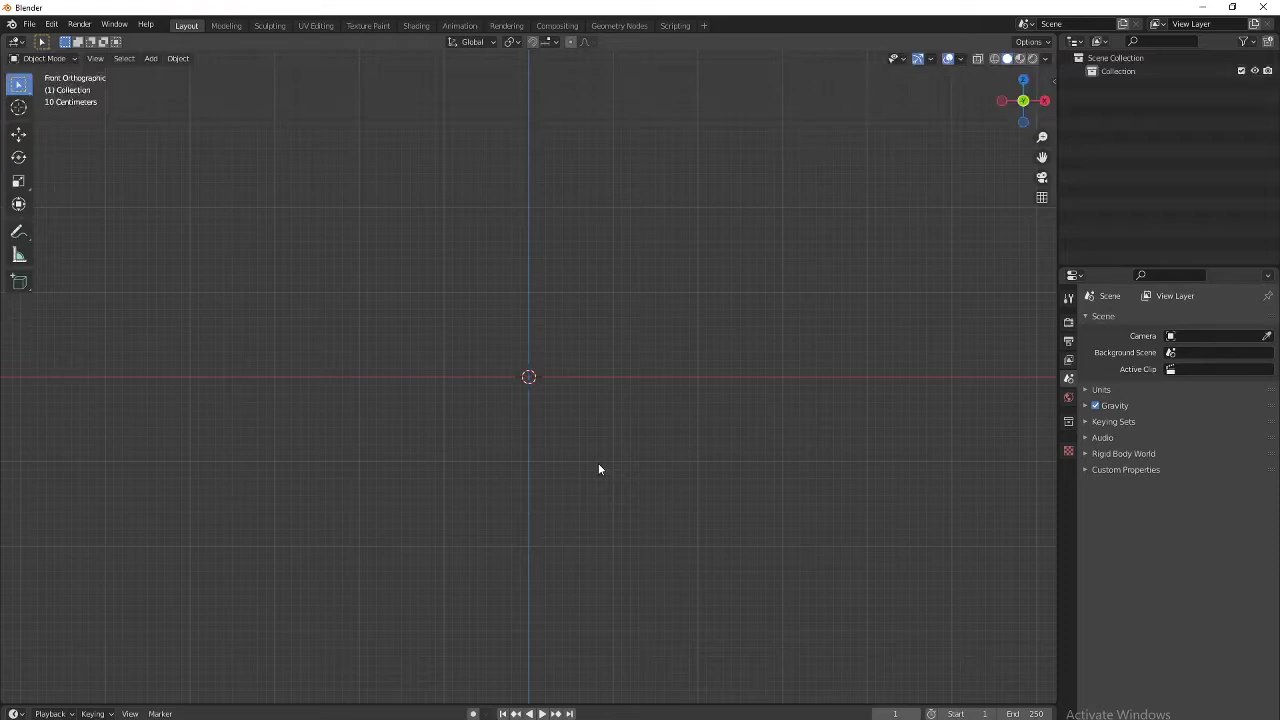 Blender
File Edit Render Window Help Layout Modeling Sculpting UV Editing Texture Paint Shading Animation Rendering Compositing Geometry Nodes Scripting + Scene View Layer
Global Options
Object Mode View Select Add Object
Front Orthographic
(1) Collection
10 Centimeters
Z
X
Y
Scene Collection
Collection
Scene View Layer
Scene
Camera
Background Scene
Active Clip
Units
Gravity
Keying Sets
Audio
Rigid Body World
Custom Properties
Playback Keying View Marker 1 Start 1 End 250
Activate Windows